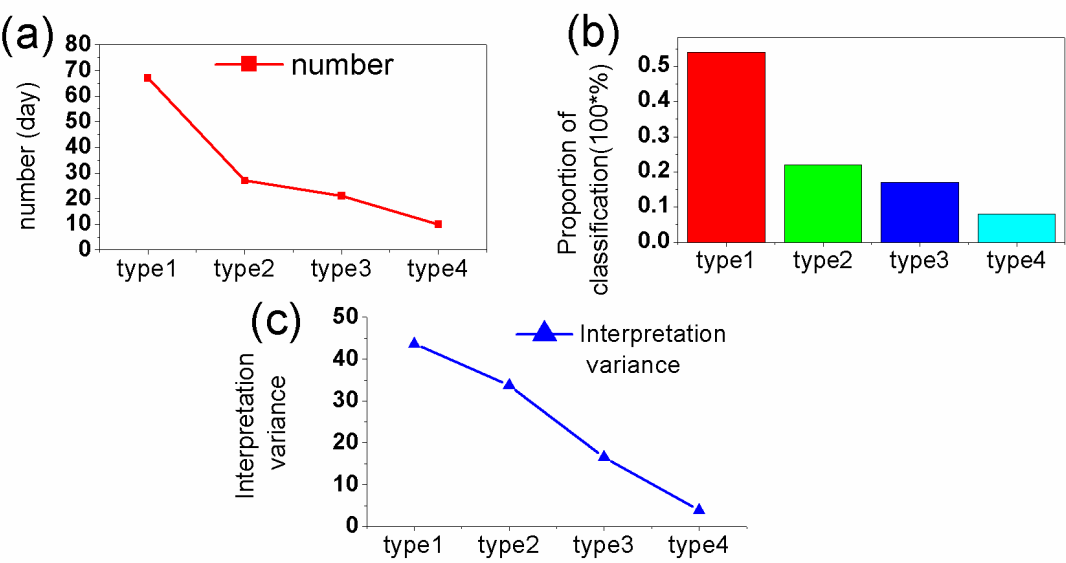 (a)
number (day)
80
70
60
50
40
30
20
10
0
number
type1 type2 type3 type4
(b)
Proportion of
classification(100*%)
0.5
0.4
0.3
0.2
0.1
0.0
type1 type2 type3 type4
(c)
Interpretation
variance
50
40
30
20
10
0
Interpretation
variance
type1 type2 type3 type4